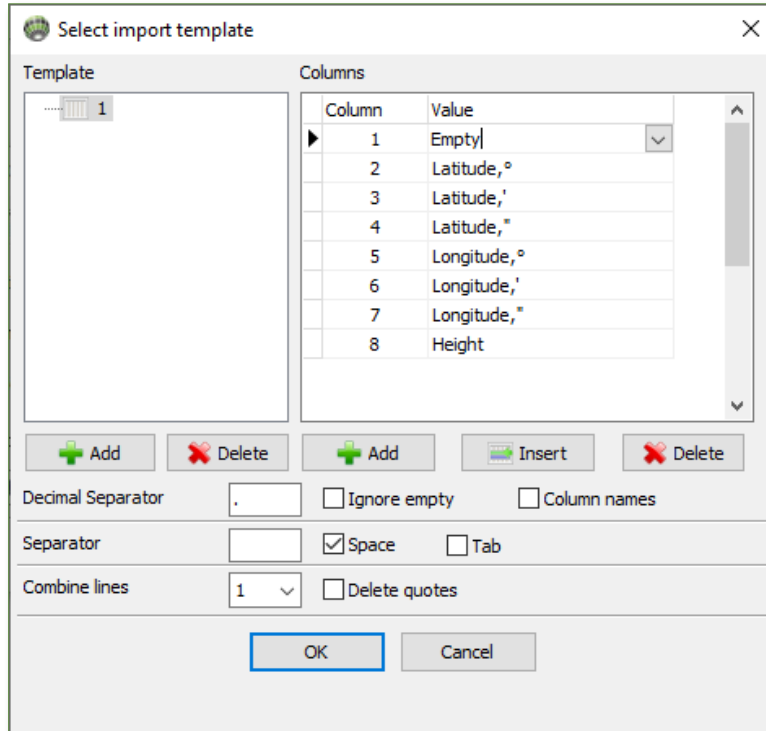 Select import template
Template Columns
1
Column Value
1 Empty
2 Latitude,°
3 Latitude,'
4 Latitude,"
5 Longitude,°
6 Longitude,'
7 Longitude,"
8 Height
Add Delete Add Insert Delete
Decimal Separator . Ignore empty Column names
Separator Space Tab
Combine lines 1 Delete quotes
OK Cancel